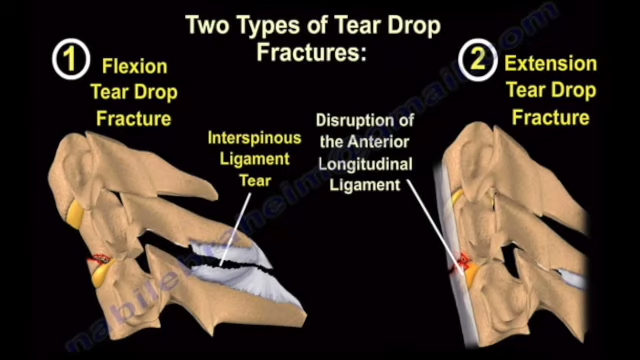 Two Types of Tear Drop
Fractures:
1
Flexion
Tear Drop
Fracture
Interspinous
Ligament
Tear
Disruption of
the Anterior
Longitudinal
Ligament
2
Extension
Tear Drop
Fracture